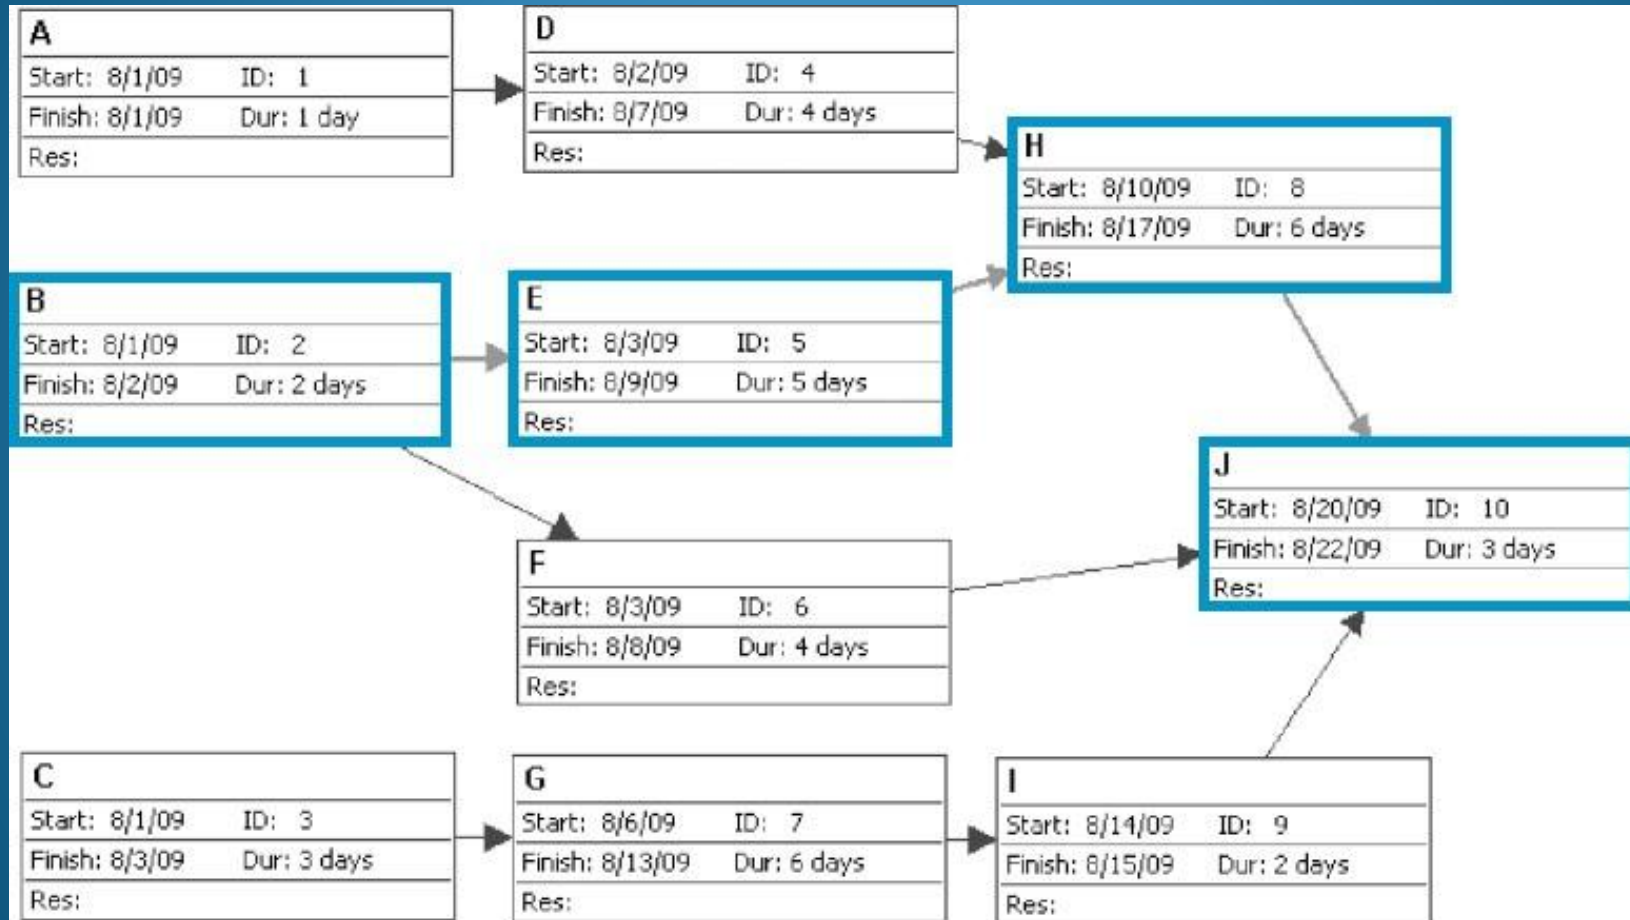 A
Start: 8/1/09 ID: 1
Finish: 8/1/09 Dur: 1 day
Res:
D
Start: 8/2/09 ID: 4
Finish: 8/7/09 Dur: 4 days
Res:
H
Start: 8/10/09 ID: 8
Finish: 8/17/09 Dur: 6 days
Res:
B
Start: 8/1/09 ID: 2
Finish: 8/2/09 Dur: 2 days
Res:
E
Start: 8/3/09 ID: 5
Finish: 8/9/09 Dur: 5 days
Res:
J
Start: 8/20/09 ID: 10
Finish: 8/22/09 Dur: 3 days
Res:
F
Start: 8/3/09 ID: 6
Finish: 8/8/09 Dur: 4 days
Res:
C
Start: 8/1/09 ID: 3
Finish: 8/3/09 Dur: 3 days
Res:
G
Start: 8/6/09 ID: 7
Finish: 8/13/09 Dur: 6 days
Res:
I
Start: 8/14/09 ID: 9
Finish: 8/15/09 Dur: 2 days
Res: